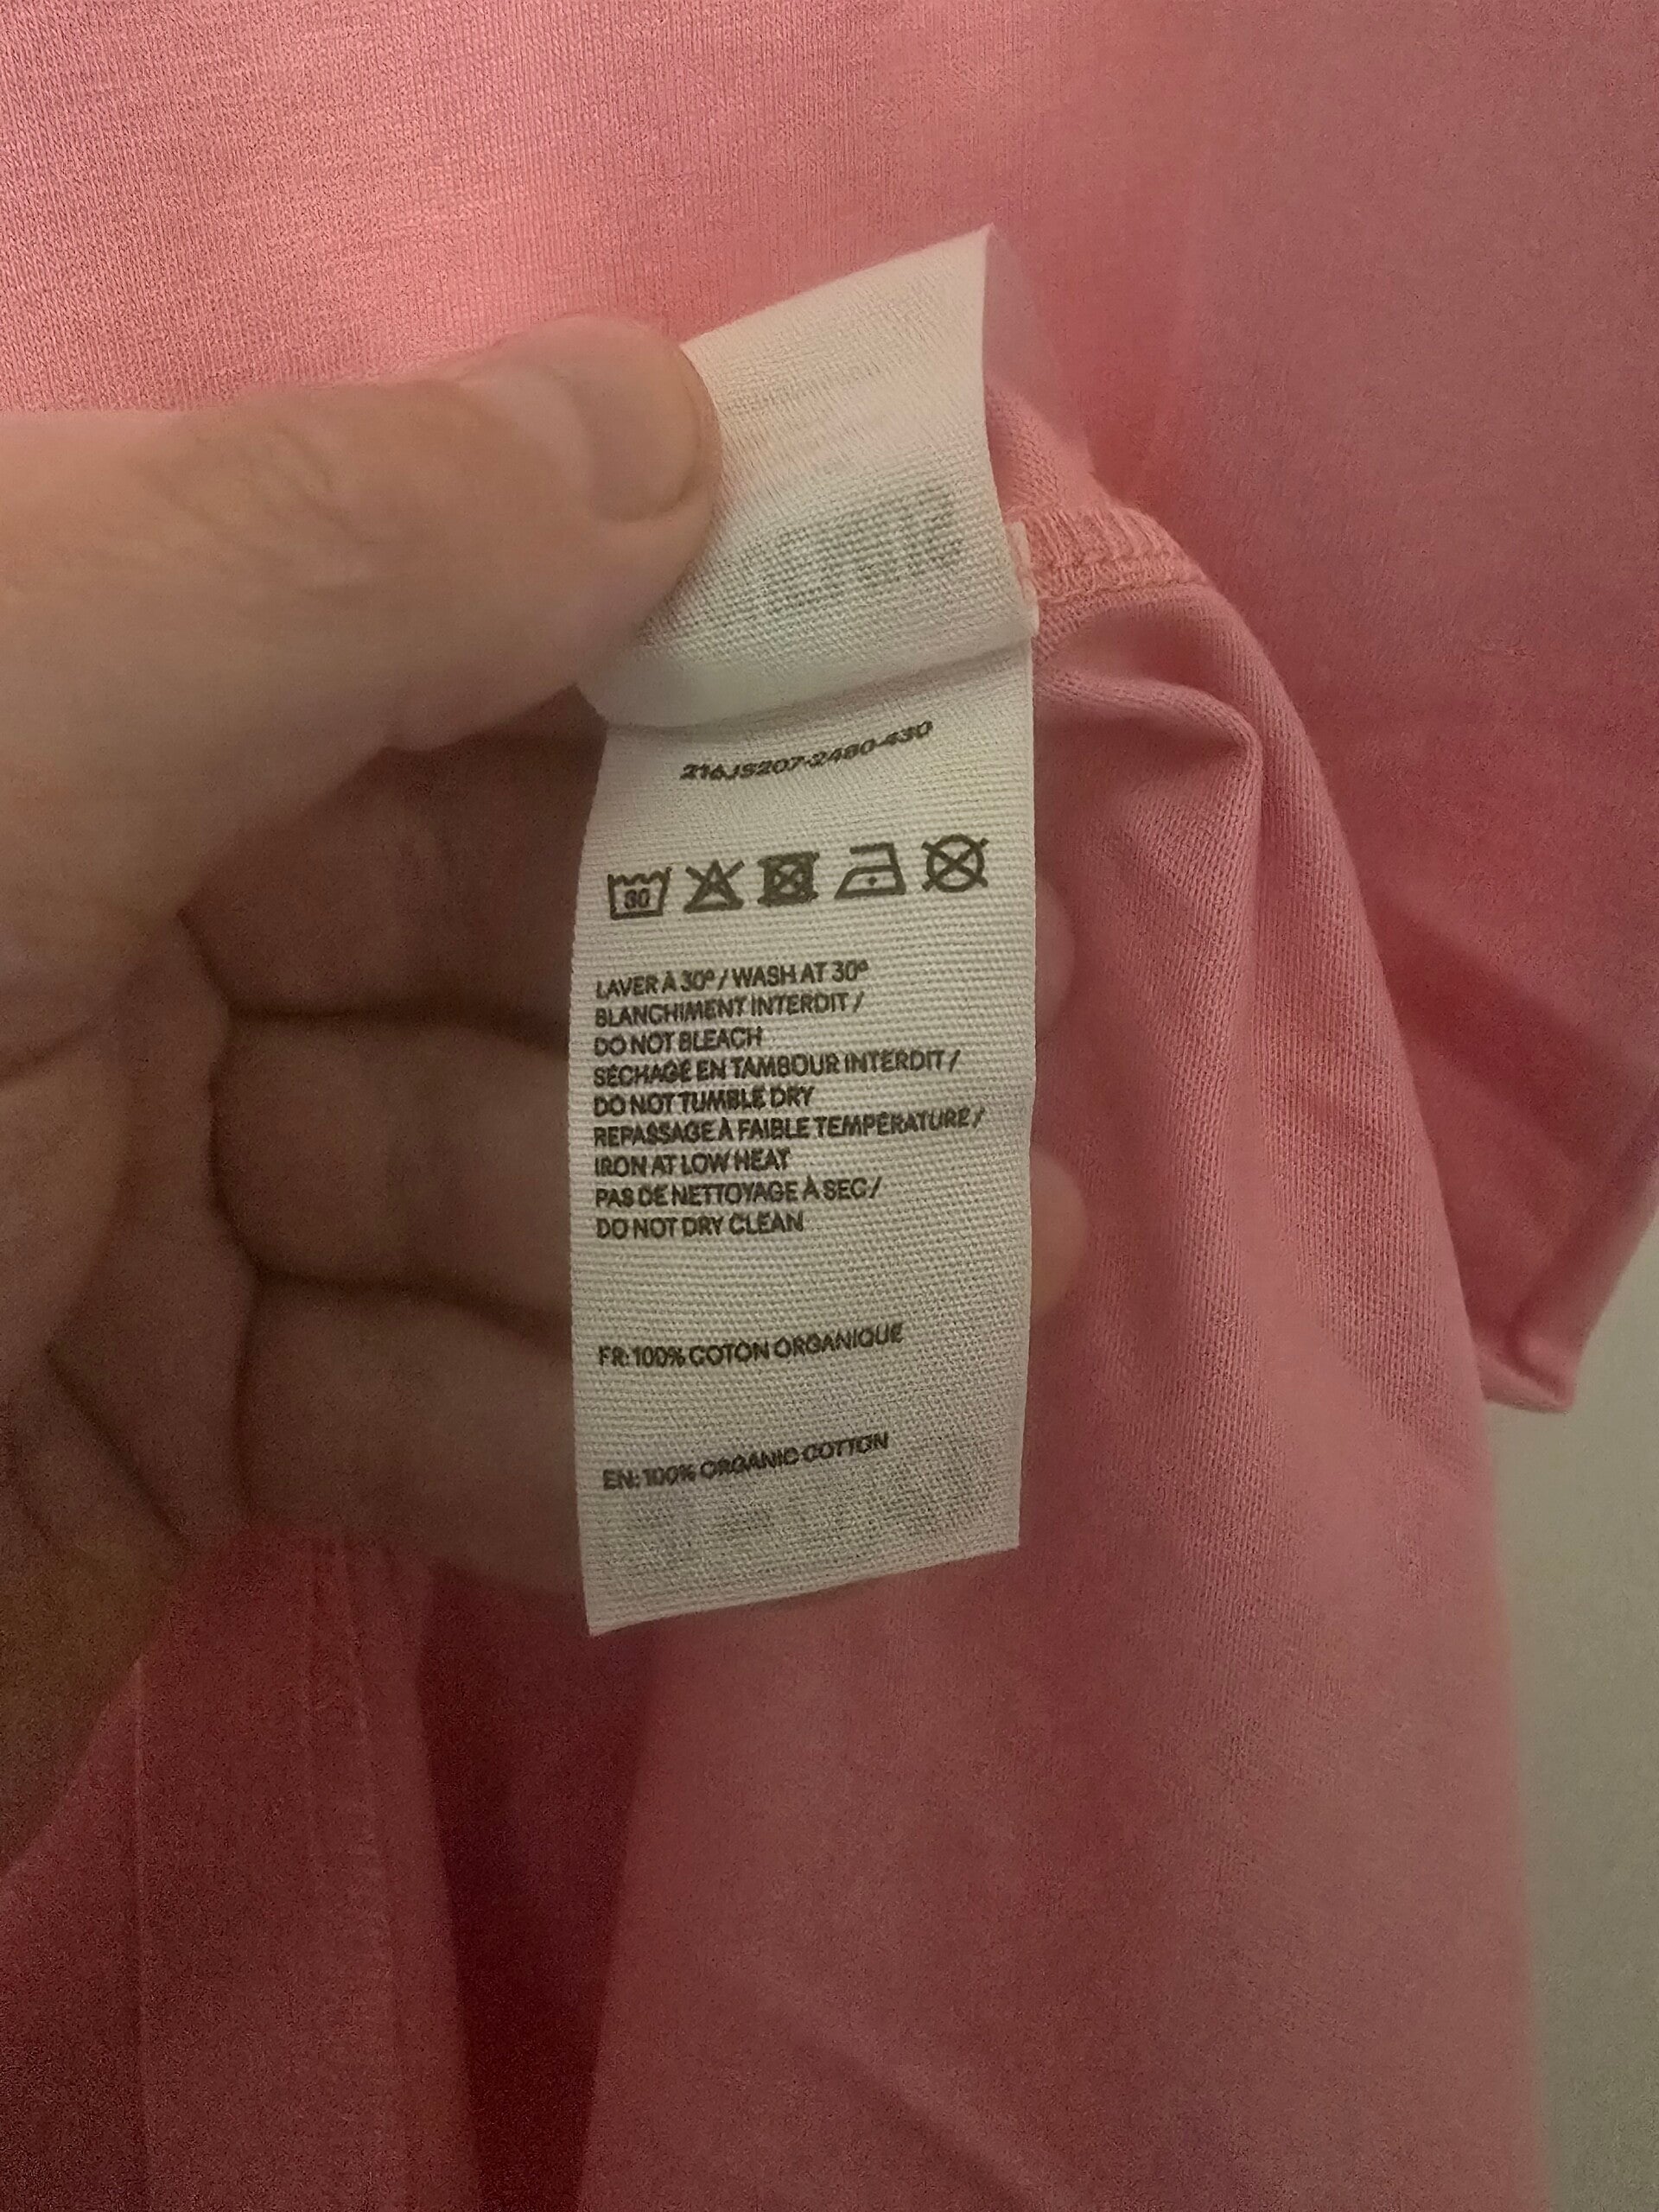 216JS207-2480-430
30
LAVER À 30° / WASH AT 30°
BLANCHIMENT INTERDIT /
DO NOT BLEACH
SÉCHAGE EN TAMBOUR INTERDIT /
DO NOT TUMBLE DRY
REPASSAGE À FAIBLE TEMPÉRATURE /
IRON AT LOW HEAT
PAS DE NETTOYAGE À SEC /
DO NOT DRY CLEAN
FR: 100% COTON ORGANIQUE
EN: 100% ORGANIC COTTON